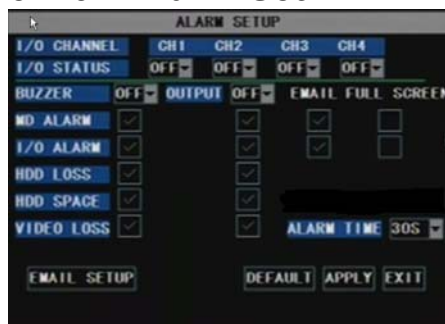 ALARM SETUP
I/O CHANNEL CH1 CH2 CH3 CH4
I/O STATUS OFF OFF OFF OFF
BUZZER OFF OUTPUT OFF EMAIL FULL SCREEN
MD ALARM
I/O ALARM
HDD LOSS
HDD SPACE
VIDEO LOSS ALARM TIME 30S
EMAIL SETUP DEFAULT APPLY EXIT